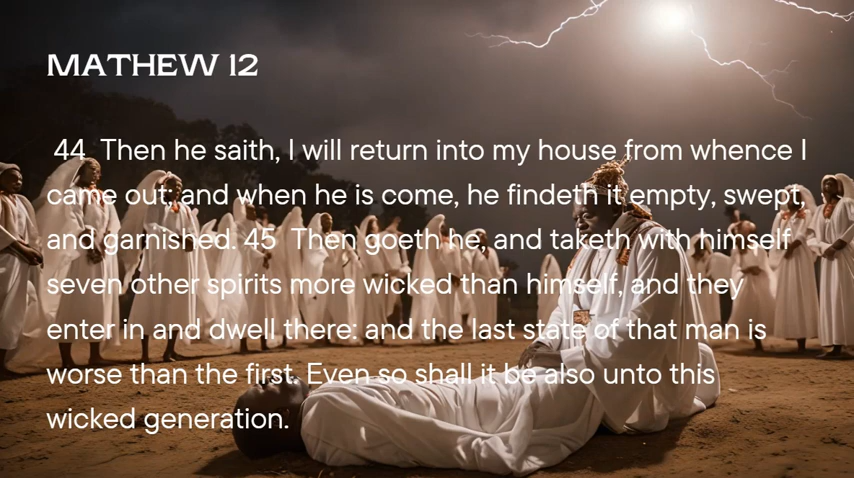 MATHEW 12
44 Then he saith, I will return into my house from whence I
came out; and when he is come, he findeth it empty, swept,
and garnished. 45 Then goeth he, and taketh with himself
seven other spirits more wicked than himself, and they
enter in and dwell there: and the last state of that man is
worse than the first. Even so shall it be also unto this
wicked generation.